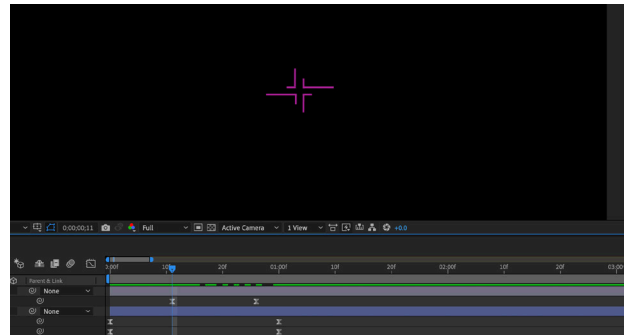 0;00;00;11 Full Active Camera 1 View +0.0
0:00f 10f 20f 01:00f 10f 20f 02:00f 10f 20f 03:00
Parent & Link
None
None